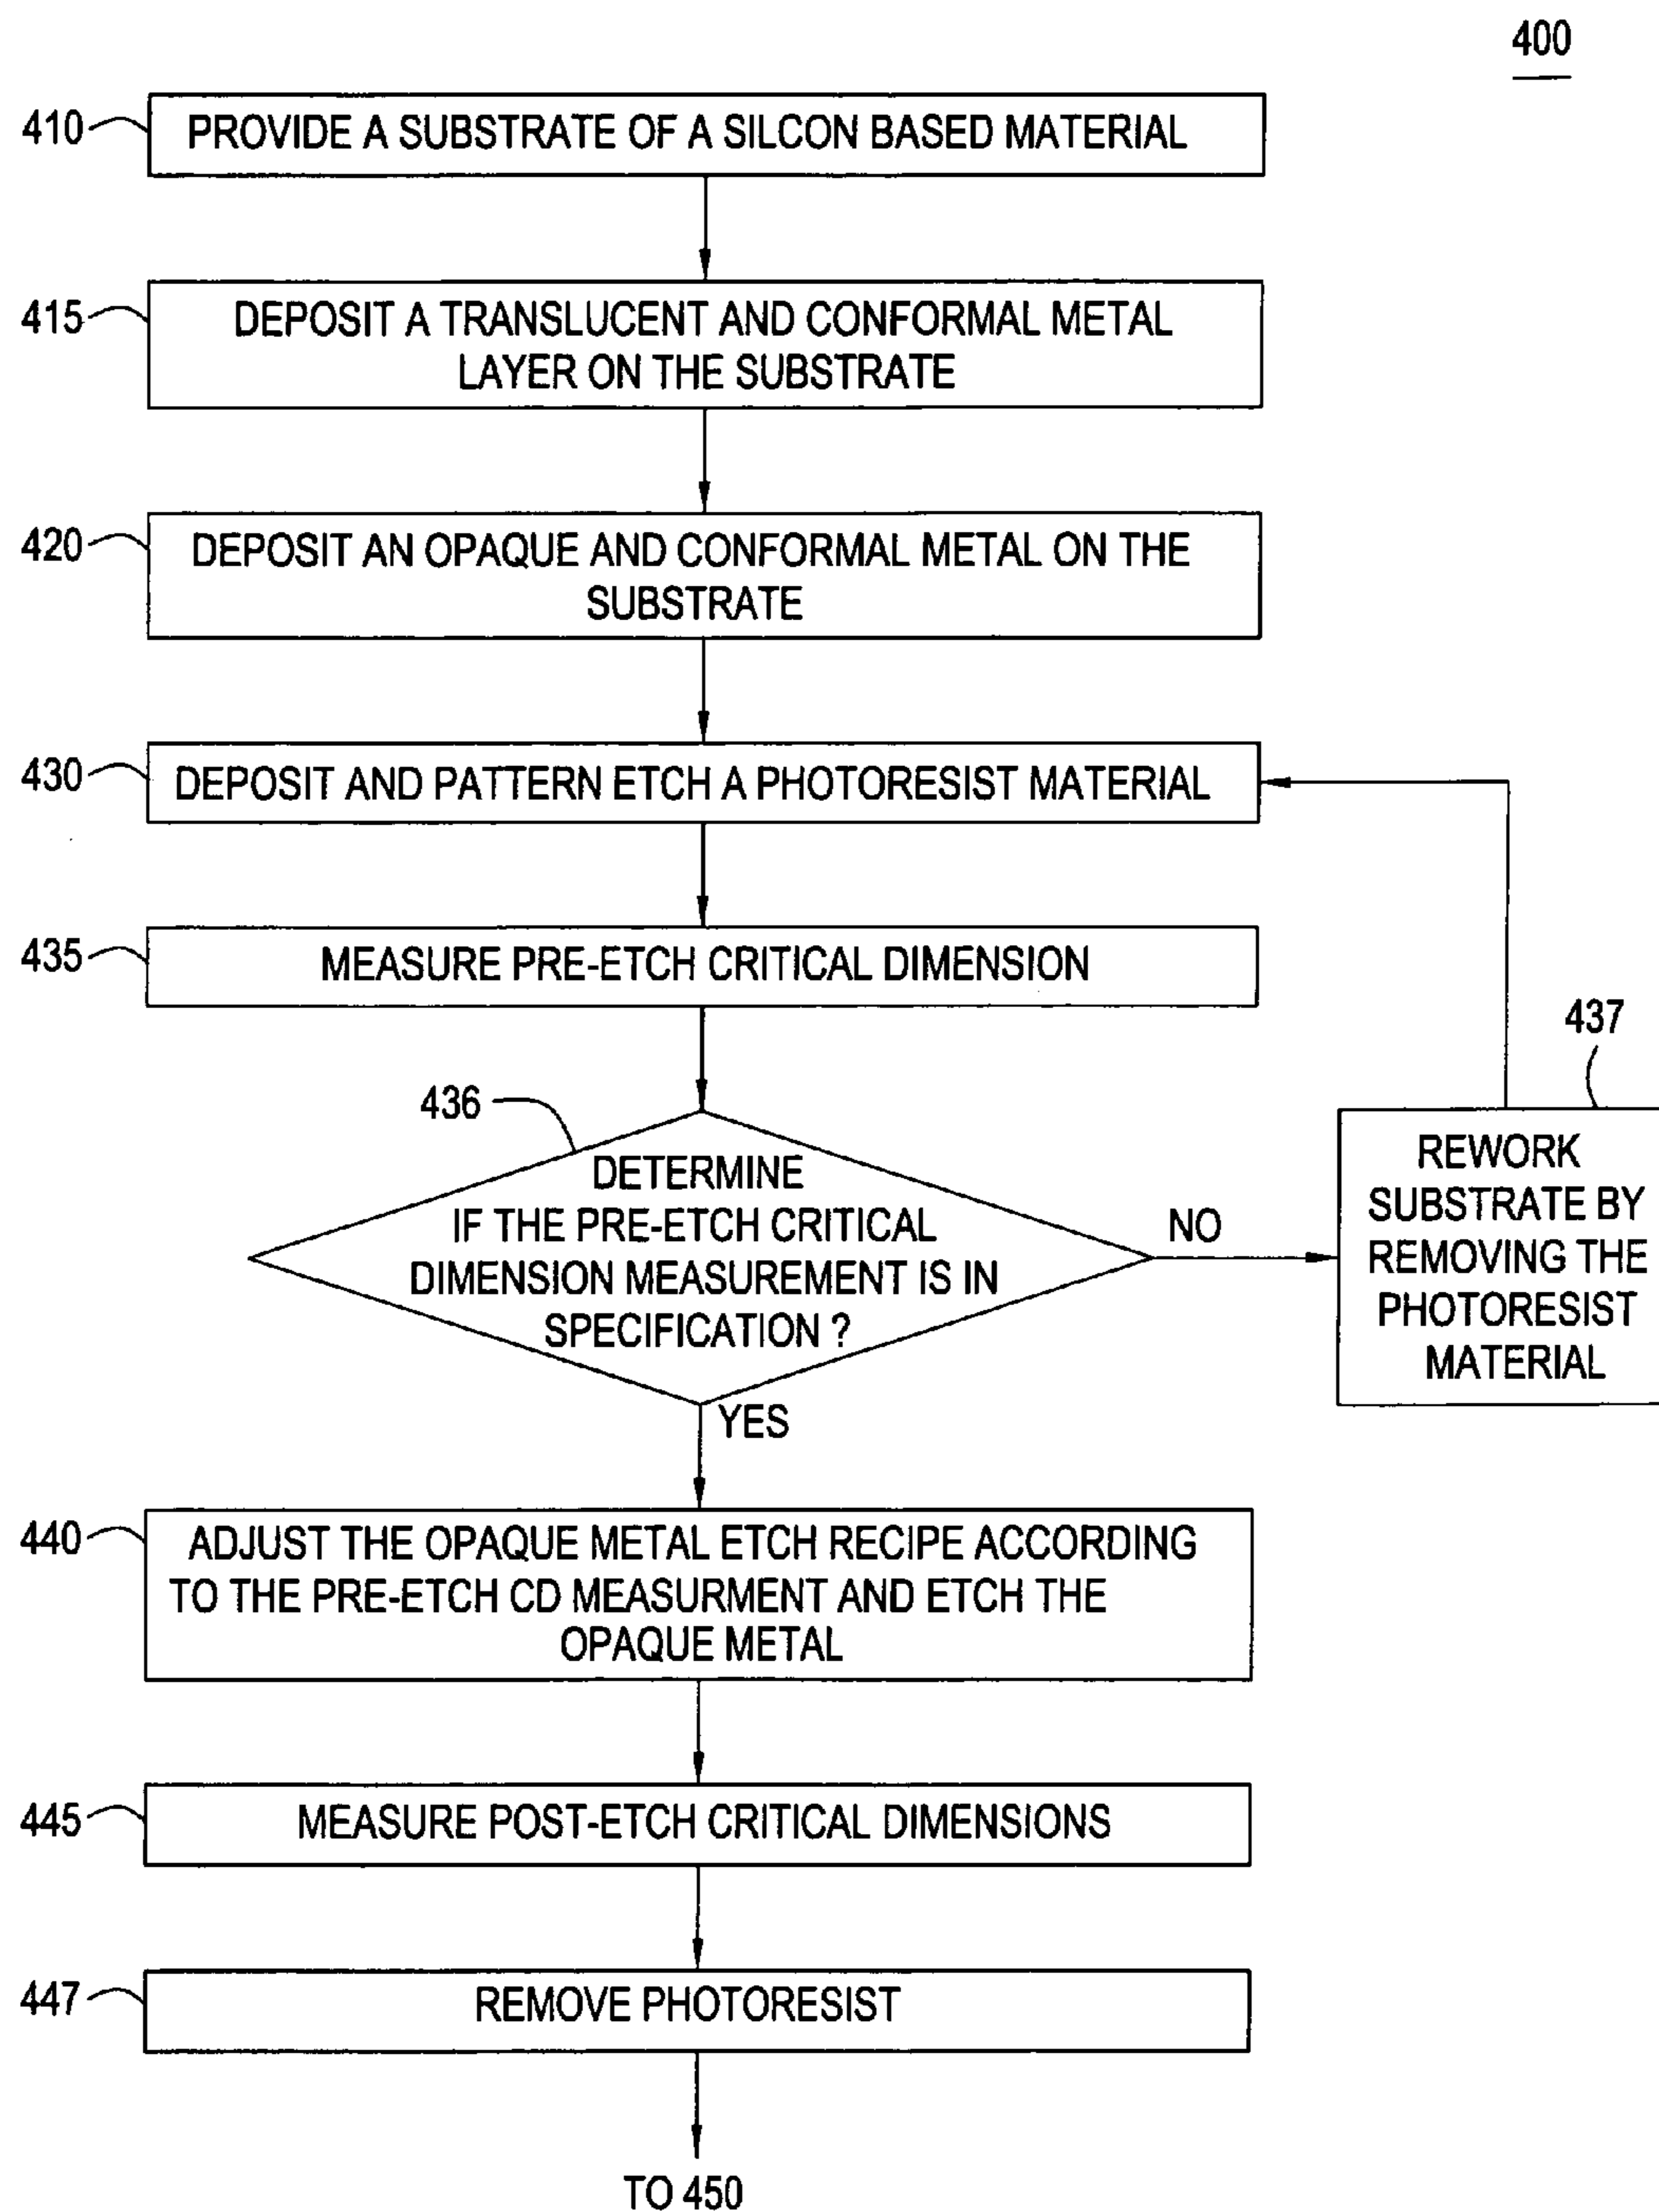 400
410
PROVIDE A SUBSTRATE OF A SILCON BASED MATERIAL
415
DEPOSIT A TRANSLUCENT AND CONFORMAL METAL
LAYER ON THE SUBSTRATE
420
DEPOSIT AN OPAQUE AND CONFORMAL METAL ON THE
SUBSTRATE
430
DEPOSIT AND PATTERN ETCH A PHOTORESIST MATERIAL
435
MEASURE PRE-ETCH CRITICAL DIMENSION
436
DETERMINE
IF THE PRE-ETCH CRITICAL
DIMENSION MEASUREMENT IS IN
SPECIFICATION ?
NO
437
REWORK
SUBSTRATE BY
REMOVING THE
PHOTORESIST
MATERIAL
YES
440
ADJUST THE OPAQUE METAL ETCH RECIPE ACCORDING
TO THE PRE-ETCH CD MEASURMENT AND ETCH THE
OPAQUE METAL
445
MEASURE POST-ETCH CRITICAL DIMENSIONS
447
REMOVE PHOTORESIST
TO 450